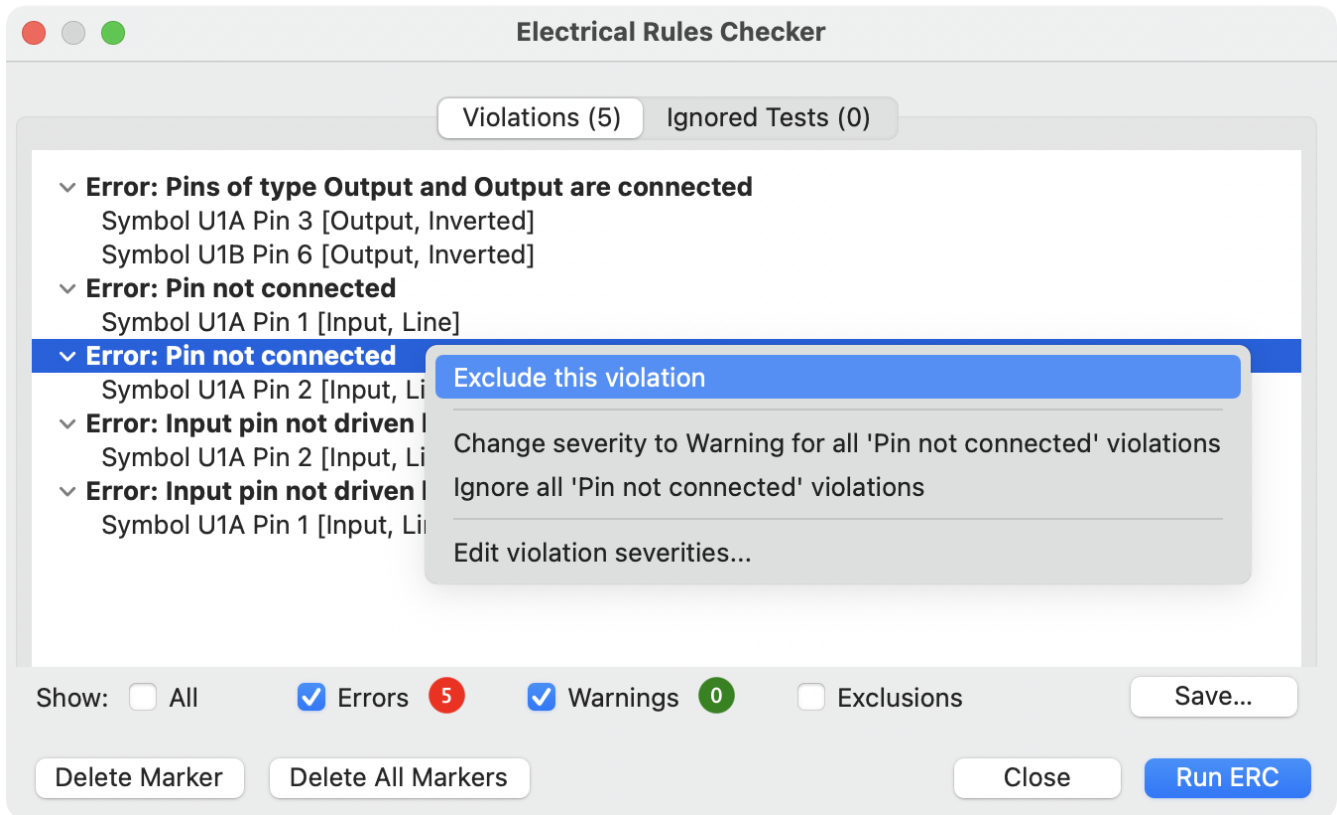 Electrical Rules Checker
Violations (5) Ignored Tests (0)
Error: Pins of type Output and Output are connected
Symbol U1A Pin 3 [Output, Inverted]
Symbol U1B Pin 6 [Output, Inverted]
Error: Pin not connected
Symbol U1A Pin 1 [Input, Line]
Error: Pin not connected
Symbol U1A Pin 2 [Input,
Error: Input pin not driven
Symbol U1A Pin 2 [Input,
Error: Input pin not driven
Symbol U1A Pin 1 [Input,
Exclude this violation
Change severity to Warning for all 'Pin not connected' violations
Ignore all 'Pin not connected' violations
Edit violation severities...
Show: All Errors 5 Warnings 0 Exclusions Save...
Delete Marker Delete All Markers Close Run ERC